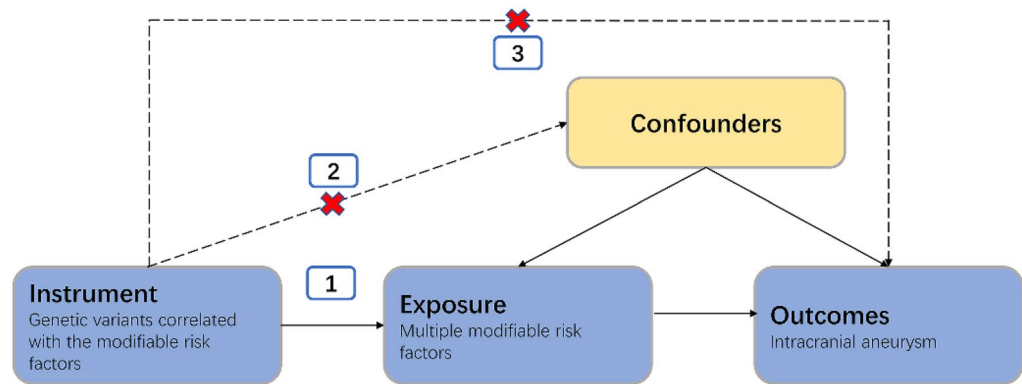 3
Confounders
2
1
Instrument
Genetic variants correlated
with the modifiable risk
factors
Exposure
Multiple modifiable risk
factors
Outcomes
Intracranial aneurysm